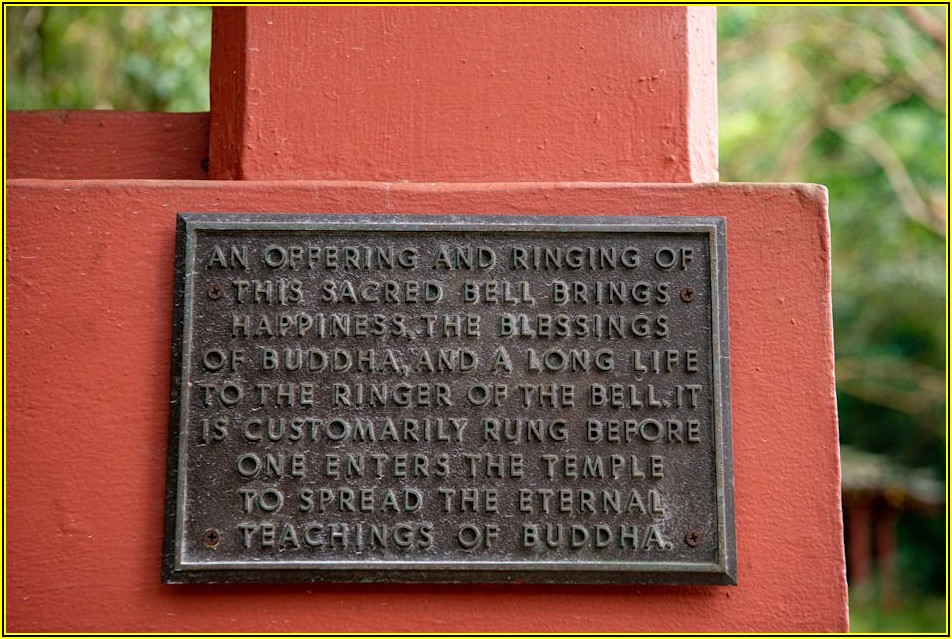 AN OFFERING AND RINGING OF
THIS SACRED BELL BRINGS
HAPPINESS, THE BLESSINGS
OF BUDDHA, AND A LONG LIFE
TO THE RINGER OF THE BELL. IT
IS CUSTOMARILY RUNG BEFORE
ONE ENTERS THE TEMPLE
TO SPREAD THE ETERNAL
TEACHINGS OF BUDDHA.